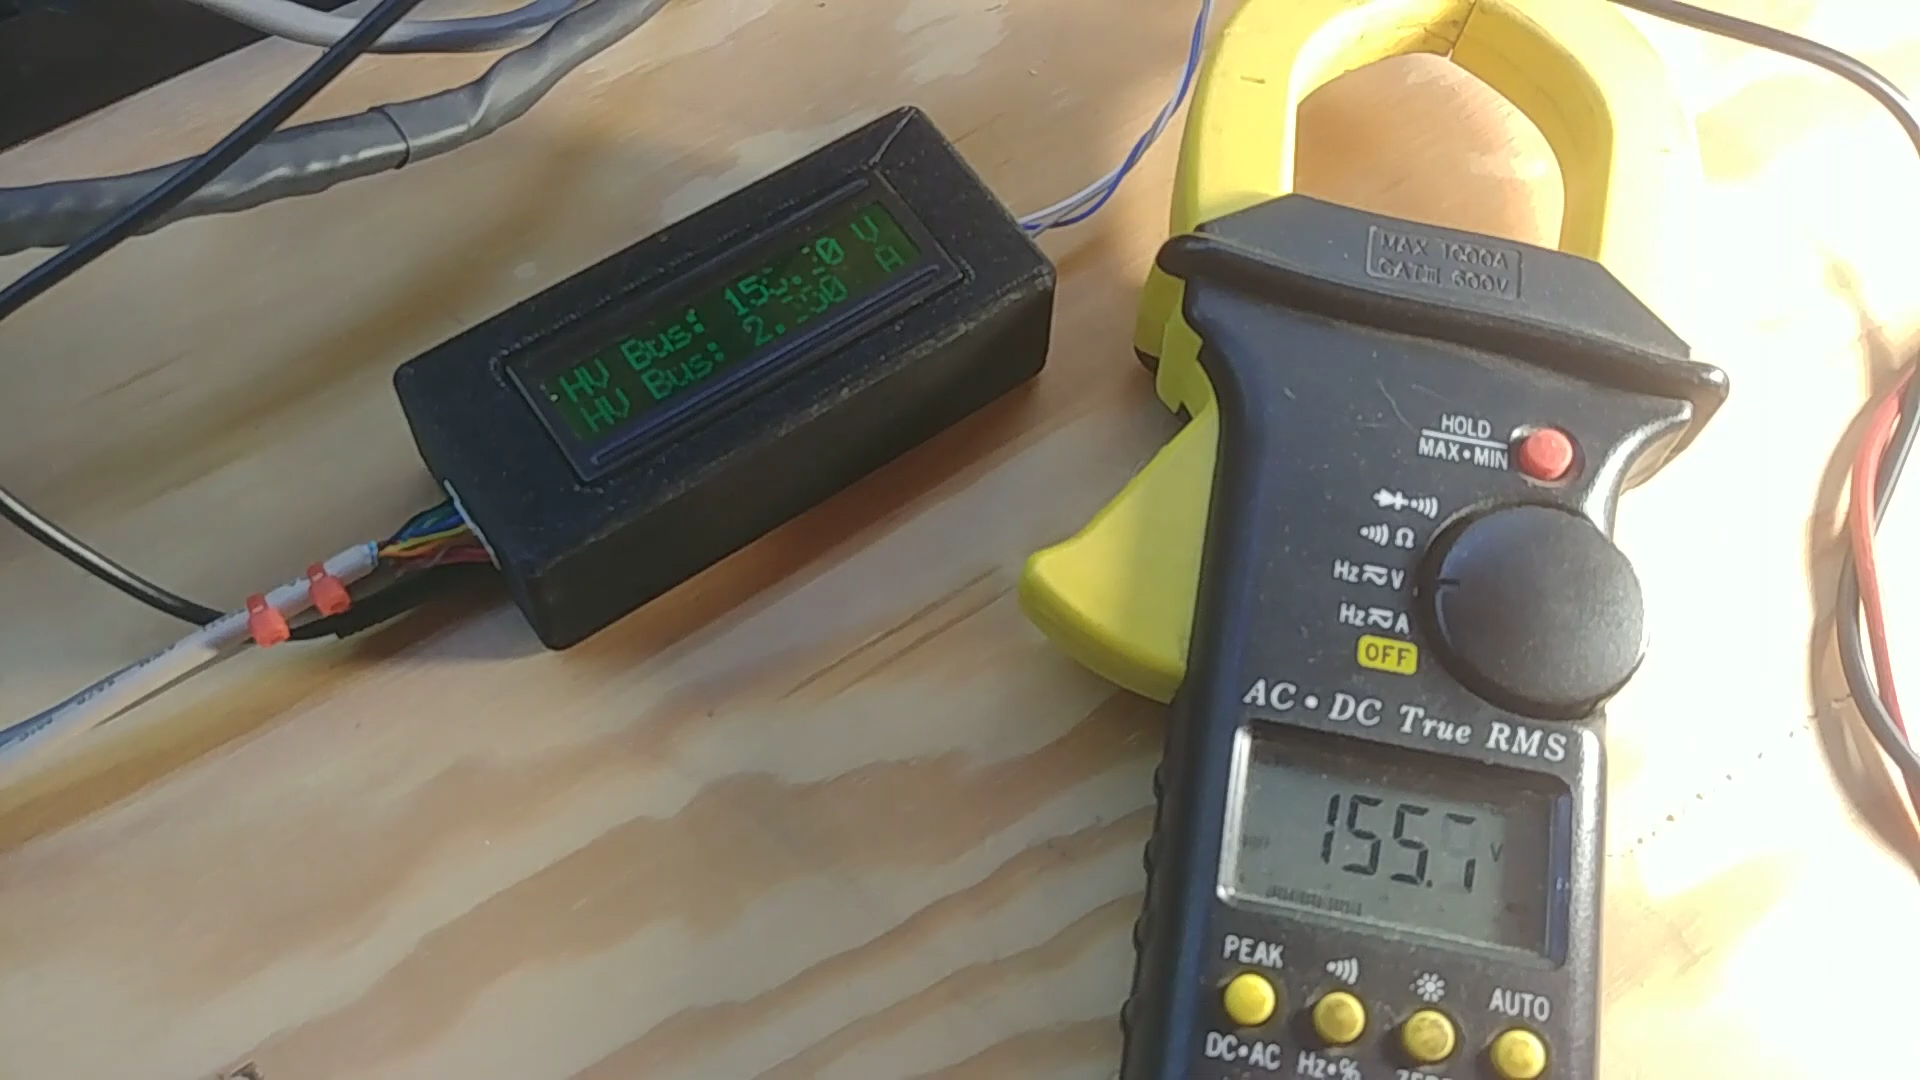 HV Bus: V
HV Bus: A
MAX 1000A
CAT III 600V
HOLD
MAX•MIN
Ω
Hz V
Hz A
OFF
AC • DC True RMS
155.7 V
PEAK
AUTO
DC•AC Hz•%